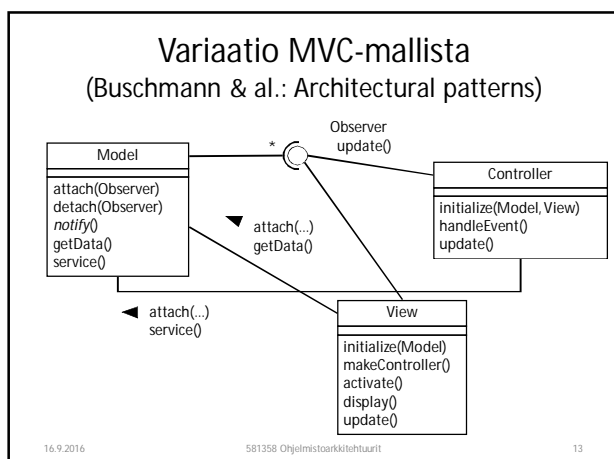 Variaatio MVC-mallista
(Buschmann & al.: Architectural patterns)
Observer
update()
*
Model
attach(Observer)
detach(Observer)
notify()
getData()
service()
Controller
initialize(Model, View)
handleEvent()
update()
attach(...)
getData()
attach(...)
service()
View
initialize(Model)
makeController()
activate()
display()
update()
16.9.2016
581358 Ohjelmistoarkkitehtuurit
13